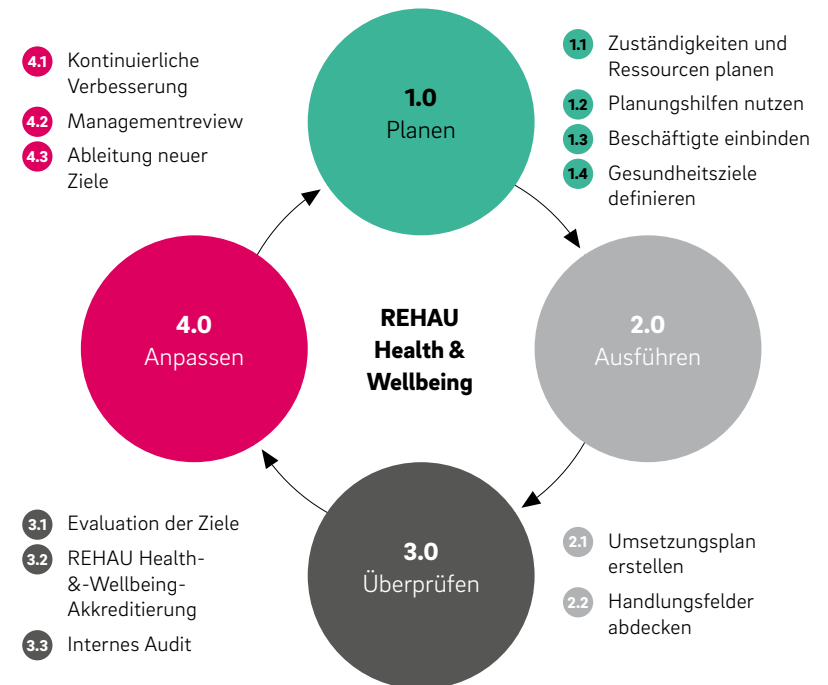 4.1 Kontinuierliche
Verbesserung
4.2 Managementreview
4.3 Ableitung neuer
Ziele
1.0
Planen
1.1 Zuständigkeiten und
Ressourcen planen
1.2 Planungshilfen nutzen
1.3 Beschäftigte einbinden
1.4 Gesundheitsziele
definieren
4.0
Anpassen
REHAU
Health &
Wellbeing
2.0
Ausführen
3.1 Evaluation der Ziele
3.2 REHAU Health-
&-Wellbeing-
Akkreditierung
3.3 Internes Audit
3.0
Überprüfen
2.1 Umsetzungsplan
erstellen
2.2 Handlungsfelder
abdecken